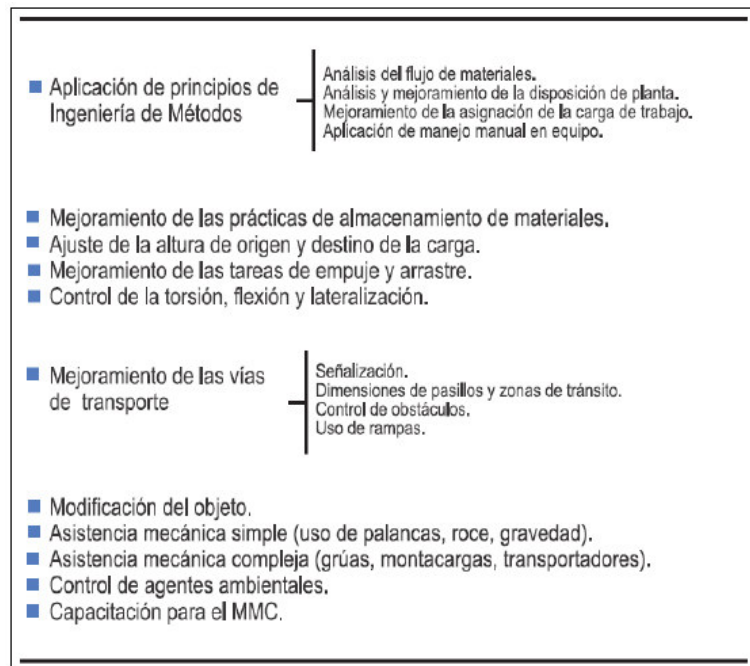 Aplicación de principios de
Ingeniería de Métodos
Análisis del flujo de materiales.
Análisis y mejoramiento de la disposición de planta.
Mejoramiento de la asignación de la carga de trabajo.
Aplicación de manejo manual en equipo.
Mejoramiento de las prácticas de almacenamiento de materiales.
Ajuste de la altura de origen y destino de la carga.
Mejoramiento de las tareas de empuje y arrastre.
Control de la torsión, flexión y lateralización.
Mejoramiento de las vías
de transporte
Señalización.
Dimensiones de pasillos y zonas de tránsito.
Control de obstáculos.
Uso de rampas.
Modificación del objeto.
Asistencia mecánica simple (uso de palancas, roce, gravedad).
Asistencia mecánica compleja (grúas, montacargas, transportadores).
Control de agentes ambientales.
Capacitación para el MMC.